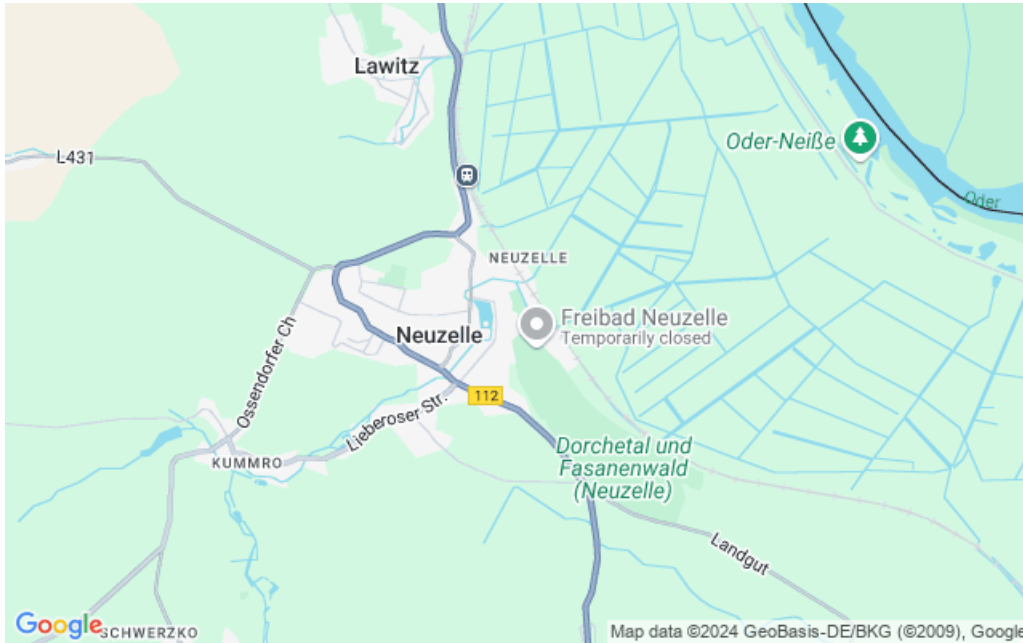 Lawitz
Oder-Neiße
L431
Oder
NEUZELLE
Freibad Neuzelle
Temporarily closed
Neuzelle
Ossendorfer Ch
112
Lieberoser Str.
KUMMRO
Dorchetal und
Fasanenwald
(Neuzelle)
Landgut
Google
SCHWERZKO
Map data ©2024 GeoBasis-DE/BKG (©2009), Google